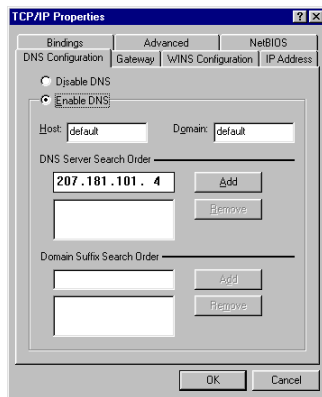 TCP/IP Properties
Bindings Advanced NetBIOS
DNS Configuration Gateway WINS Configuration IP Address
Disable DNS
Enable DNS
Host: default Domain: default
DNS Server Search Order
207.181.101. 4 Add
Remove
Domain Suffix Search Order
Add
Remove
OK Cancel